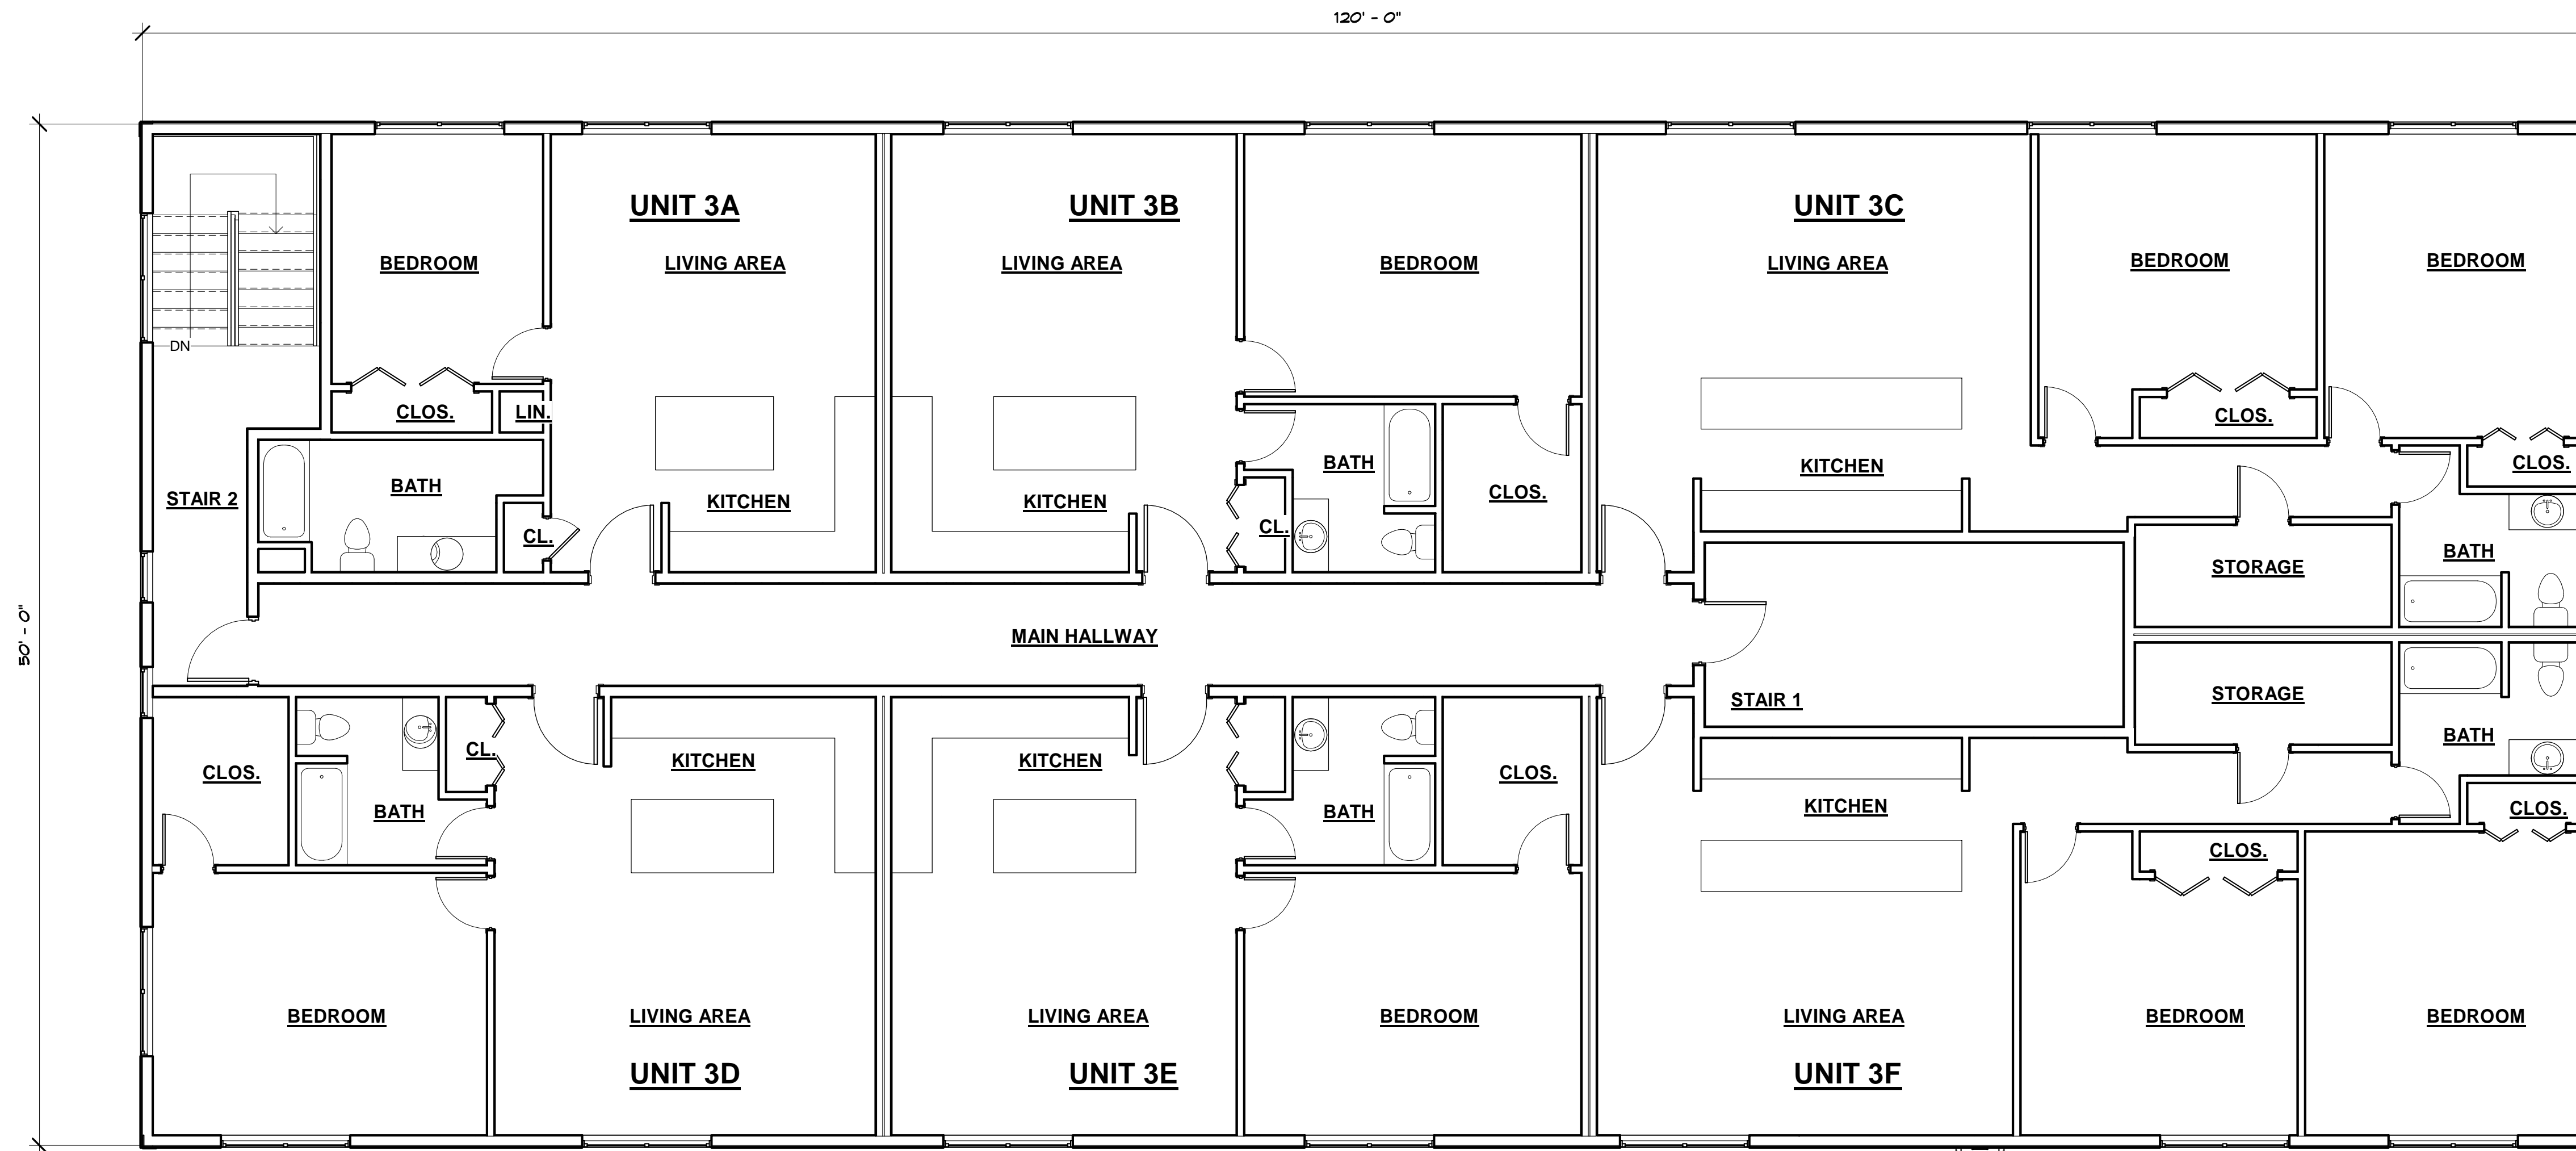 120' - 0"
UNIT 3A
UNIT 3B
UNIT 3C
BEDROOM
LIVING AREA
LIVING AREA
BEDROOM
LIVING AREA
BEDROOM
BEDROOM
DN
CLOS.
LIN.
CLOS.
STAIR 2
BATH
KITCHEN
KITCHEN
BATH
CLOS.
KITCHEN
CLOS.
CL.
CL.
BATH
STORAGE
50' - 0"
MAIN HALLWAY
STAIR 1
STORAGE
BATH
CL.
KITCHEN
KITCHEN
CLOS.
CLOS.
BATH
BATH
KITCHEN
CLOS.
CLOS.
BEDROOM
LIVING AREA
LIVING AREA
BEDROOM
LIVING AREA
BEDROOM
BEDROOM
UNIT 3D
UNIT 3E
UNIT 3F